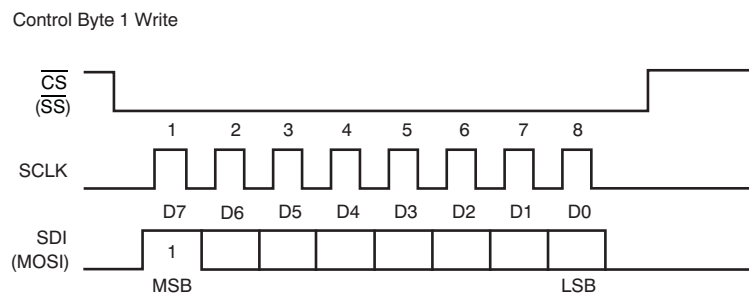 Control Byte 1 Write
CS
(SS)
1 2 3 4 5 6 7 8
SCLK
D7 D6 D5 D4 D3 D2 D1 D0
SDI
(MOSI)
1
MSB LSB